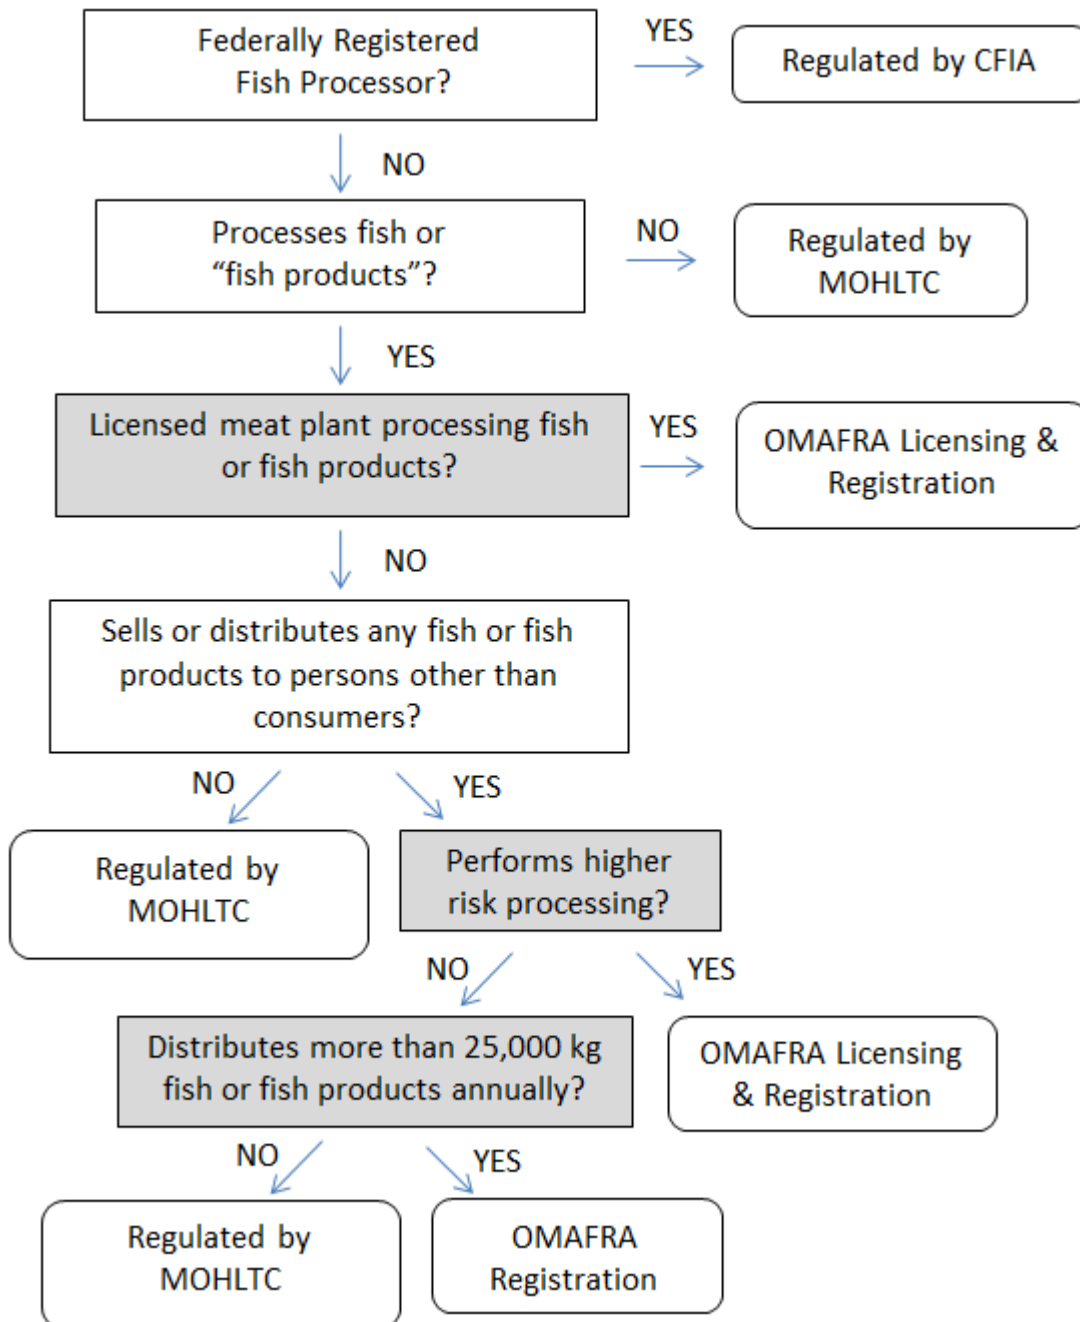 Federally Registered
Fish Processor?
YES
Regulated by CFIA
NO
Processes fish or
“fish products”?
NO
Regulated by
MOHLTC
YES
Licensed meat plant processing fish
or fish products?
YES
OMAFRA Licensing &
Registration
NO
Sells or distributes any fish or fish
products to persons other than
consumers?
NO
YES
Regulated by
MOHLTC
Performs higher
risk processing?
NO
YES
Distributes more than 25,000 kg
fish or fish products annually?
OMAFRA Licensing
& Registration
NO
YES
Regulated by
MOHLTC
OMAFRA
Registration